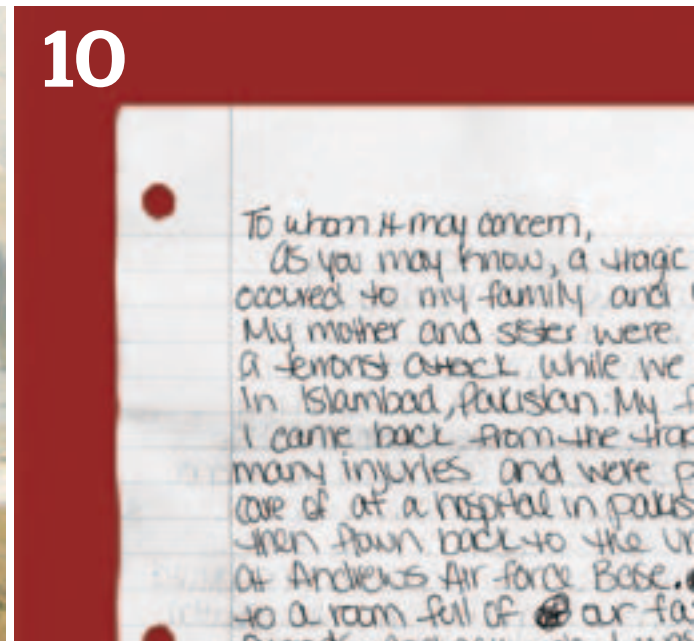 10
To whom it may concern,
As you may know, a tragic
occured to my family and
My mother and sister were
a terrorist attack while we
in Islambad, Pakistan. My
I came back from the
many injuries and were
care of at a hospital in
then flown back to the
at Andrews Air force Base.
to a room full of our